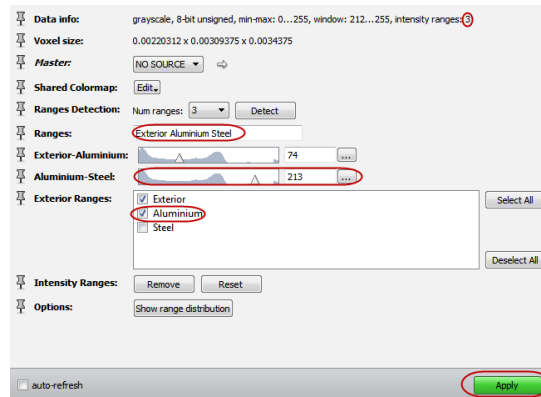 Data info: grayscale, 8-bit unsigned, min-max: 0...255, window: 212...255, intensity ranges: 3
Voxel size: 0.00220312 x 0.00309375 x 0.0034375
Master: NO SOURCE
Shared Colormap: Edit
Ranges Detection: Num ranges: 3 Detect
Ranges: Exterior Aluminium Steel
Exterior-Aluminium: 74 ...
Aluminium-Steel: 213 ...
Exterior Ranges: Exterior Select All
Aluminium
Steel
Deselect All
Intensity Ranges: Remove Reset
Options: Show range distribution
auto-refresh Apply